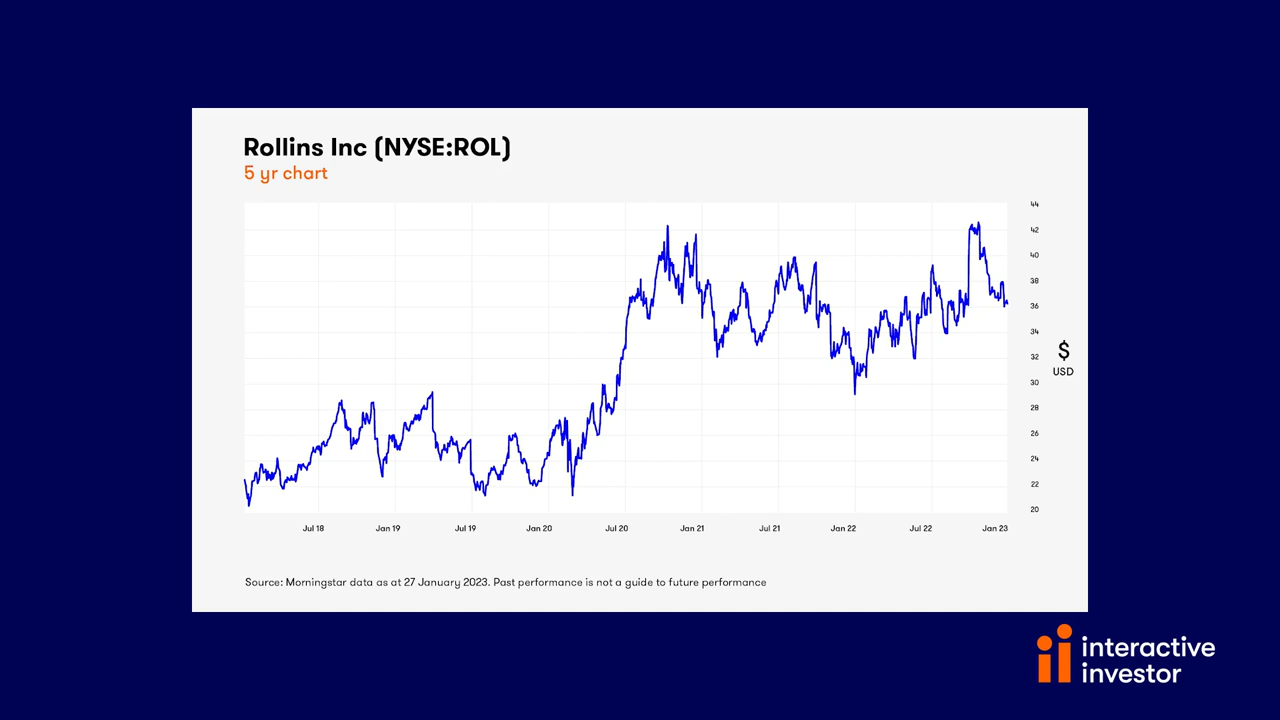 Rollins Inc (NYSE:ROL)
5 yr chart
44
42
40
38
36
34
32
30
28
26
24
22
20
$
USD
Jul 18 Jan 19 Jul 19 Jan 20 Jul 20 Jan 21 Jul 21 Jan 22 Jul 22 Jan 23
Source: Morningstar data as at 27 January 2023. Past performance is not a guide to future performance
interactive
investor